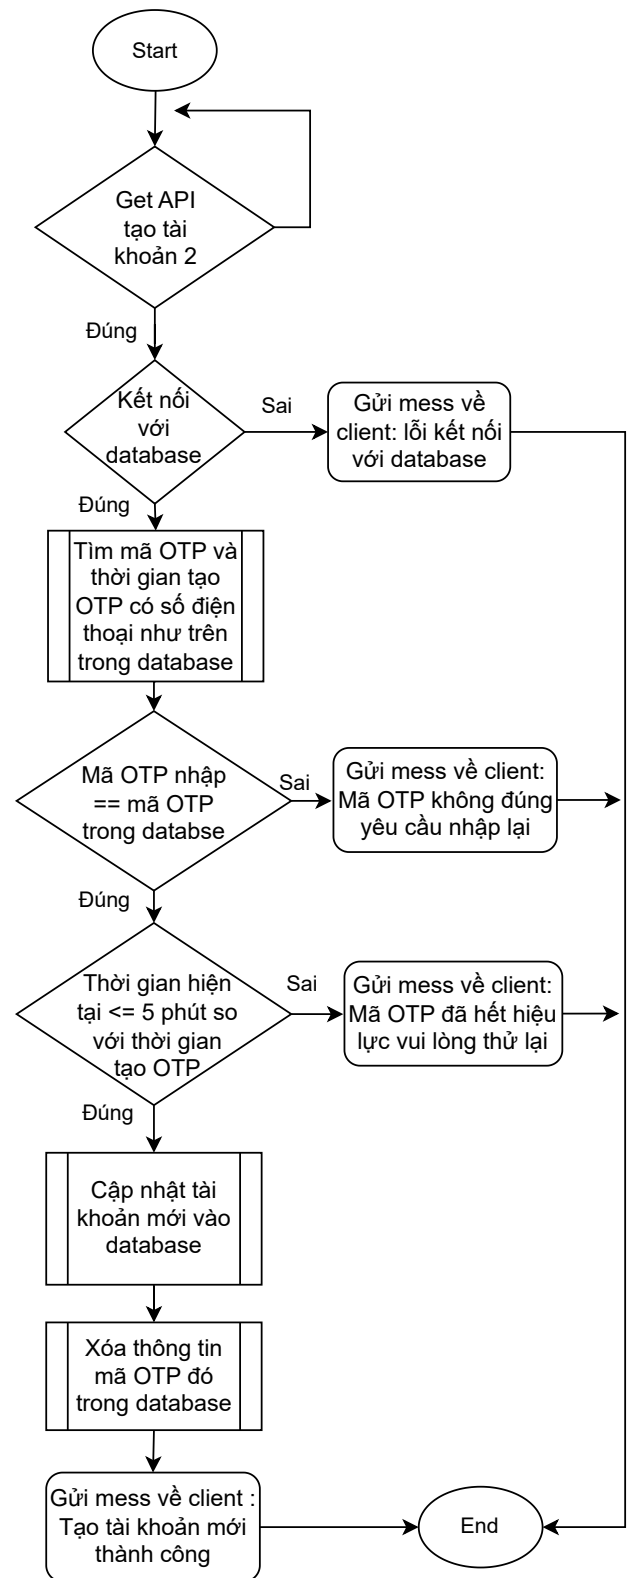 Start
Get API
tạo tài
khoản 2
Đúng
Kết nối
với
database
Sai
Gửi mess về
client: lỗi kết nối
với database
Đúng
Tìm mã OTP và
thời gian tạo
OTP có số điện
thoại như trên
trong database
Mã OTP nhập
== mã OTP
trong databse
Sai
Gửi mess về client:
Mã OTP không đúng
yêu cầu nhập lại
Đúng
Thời gian hiện
tại <= 5 phút so
với thời gian
tạo OTP
Sai
Gửi mess về client:
Mã OTP đã hết hiệu
lực vui lòng thử lại
Đúng
Cập nhật tài
khoản mới vào
database
Xóa thông tin
mã OTP đó
trong database
Gửi mess về client :
Tạo tài khoản mới
thành công
End